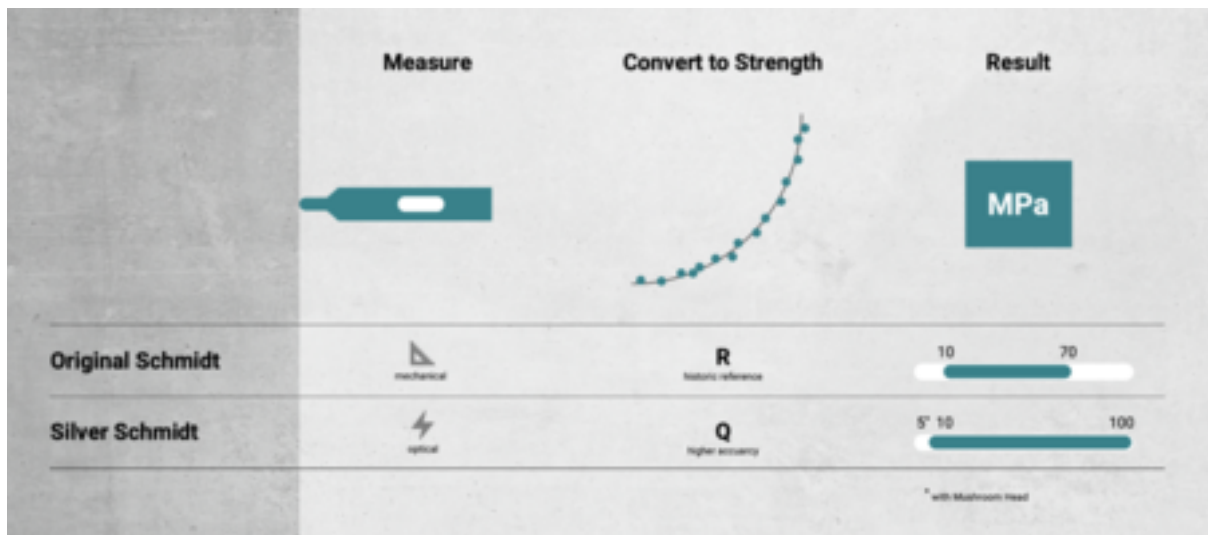 Measure Convert to Strength Result
MPa
Original Schmidt
mechanical
R
historic reference
10 70
Silver Schmidt
optical
Q
higher accuracy
5* 10 100
* with Mushroom Head